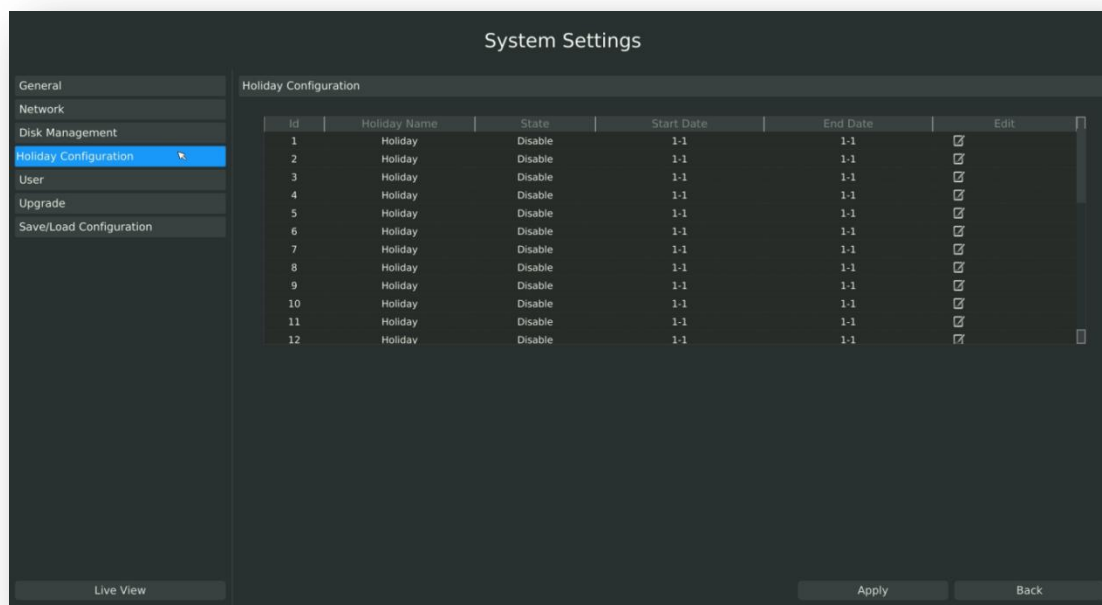 System Settings
General
Network
Disk Management
Holiday Configuration
User
Upgrade
Save/Load Configuration
Live View
Holiday Configuration
Id Holiday Name State Start Date End Date Edit
1 Holiday Disable 1-1 1-1
2 Holiday Disable 1-1 1-1
3 Holiday Disable 1-1 1-1
4 Holiday Disable 1-1 1-1
5 Holiday Disable 1-1 1-1
6 Holiday Disable 1-1 1-1
7 Holiday Disable 1-1 1-1
8 Holiday Disable 1-1 1-1
9 Holiday Disable 1-1 1-1
10 Holiday Disable 1-1 1-1
11 Holiday Disable 1-1 1-1
12 Holiday Disable 1-1 1-1
Apply Back